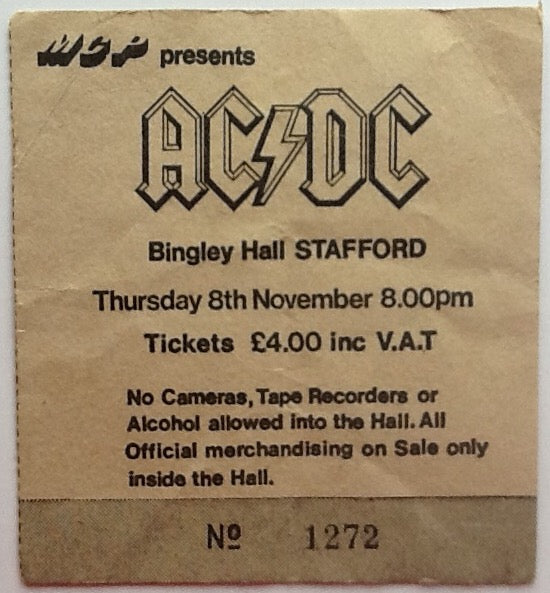 MCP presents
AC/DC
Bingley Hall STAFFORD
Thursday 8th November 8.00pm
Tickets £4.00 inc V.A.T
No Cameras, Tape Recorders or
Alcohol allowed into the Hall. All
Official merchandising on Sale only
inside the Hall.
Nº 1272